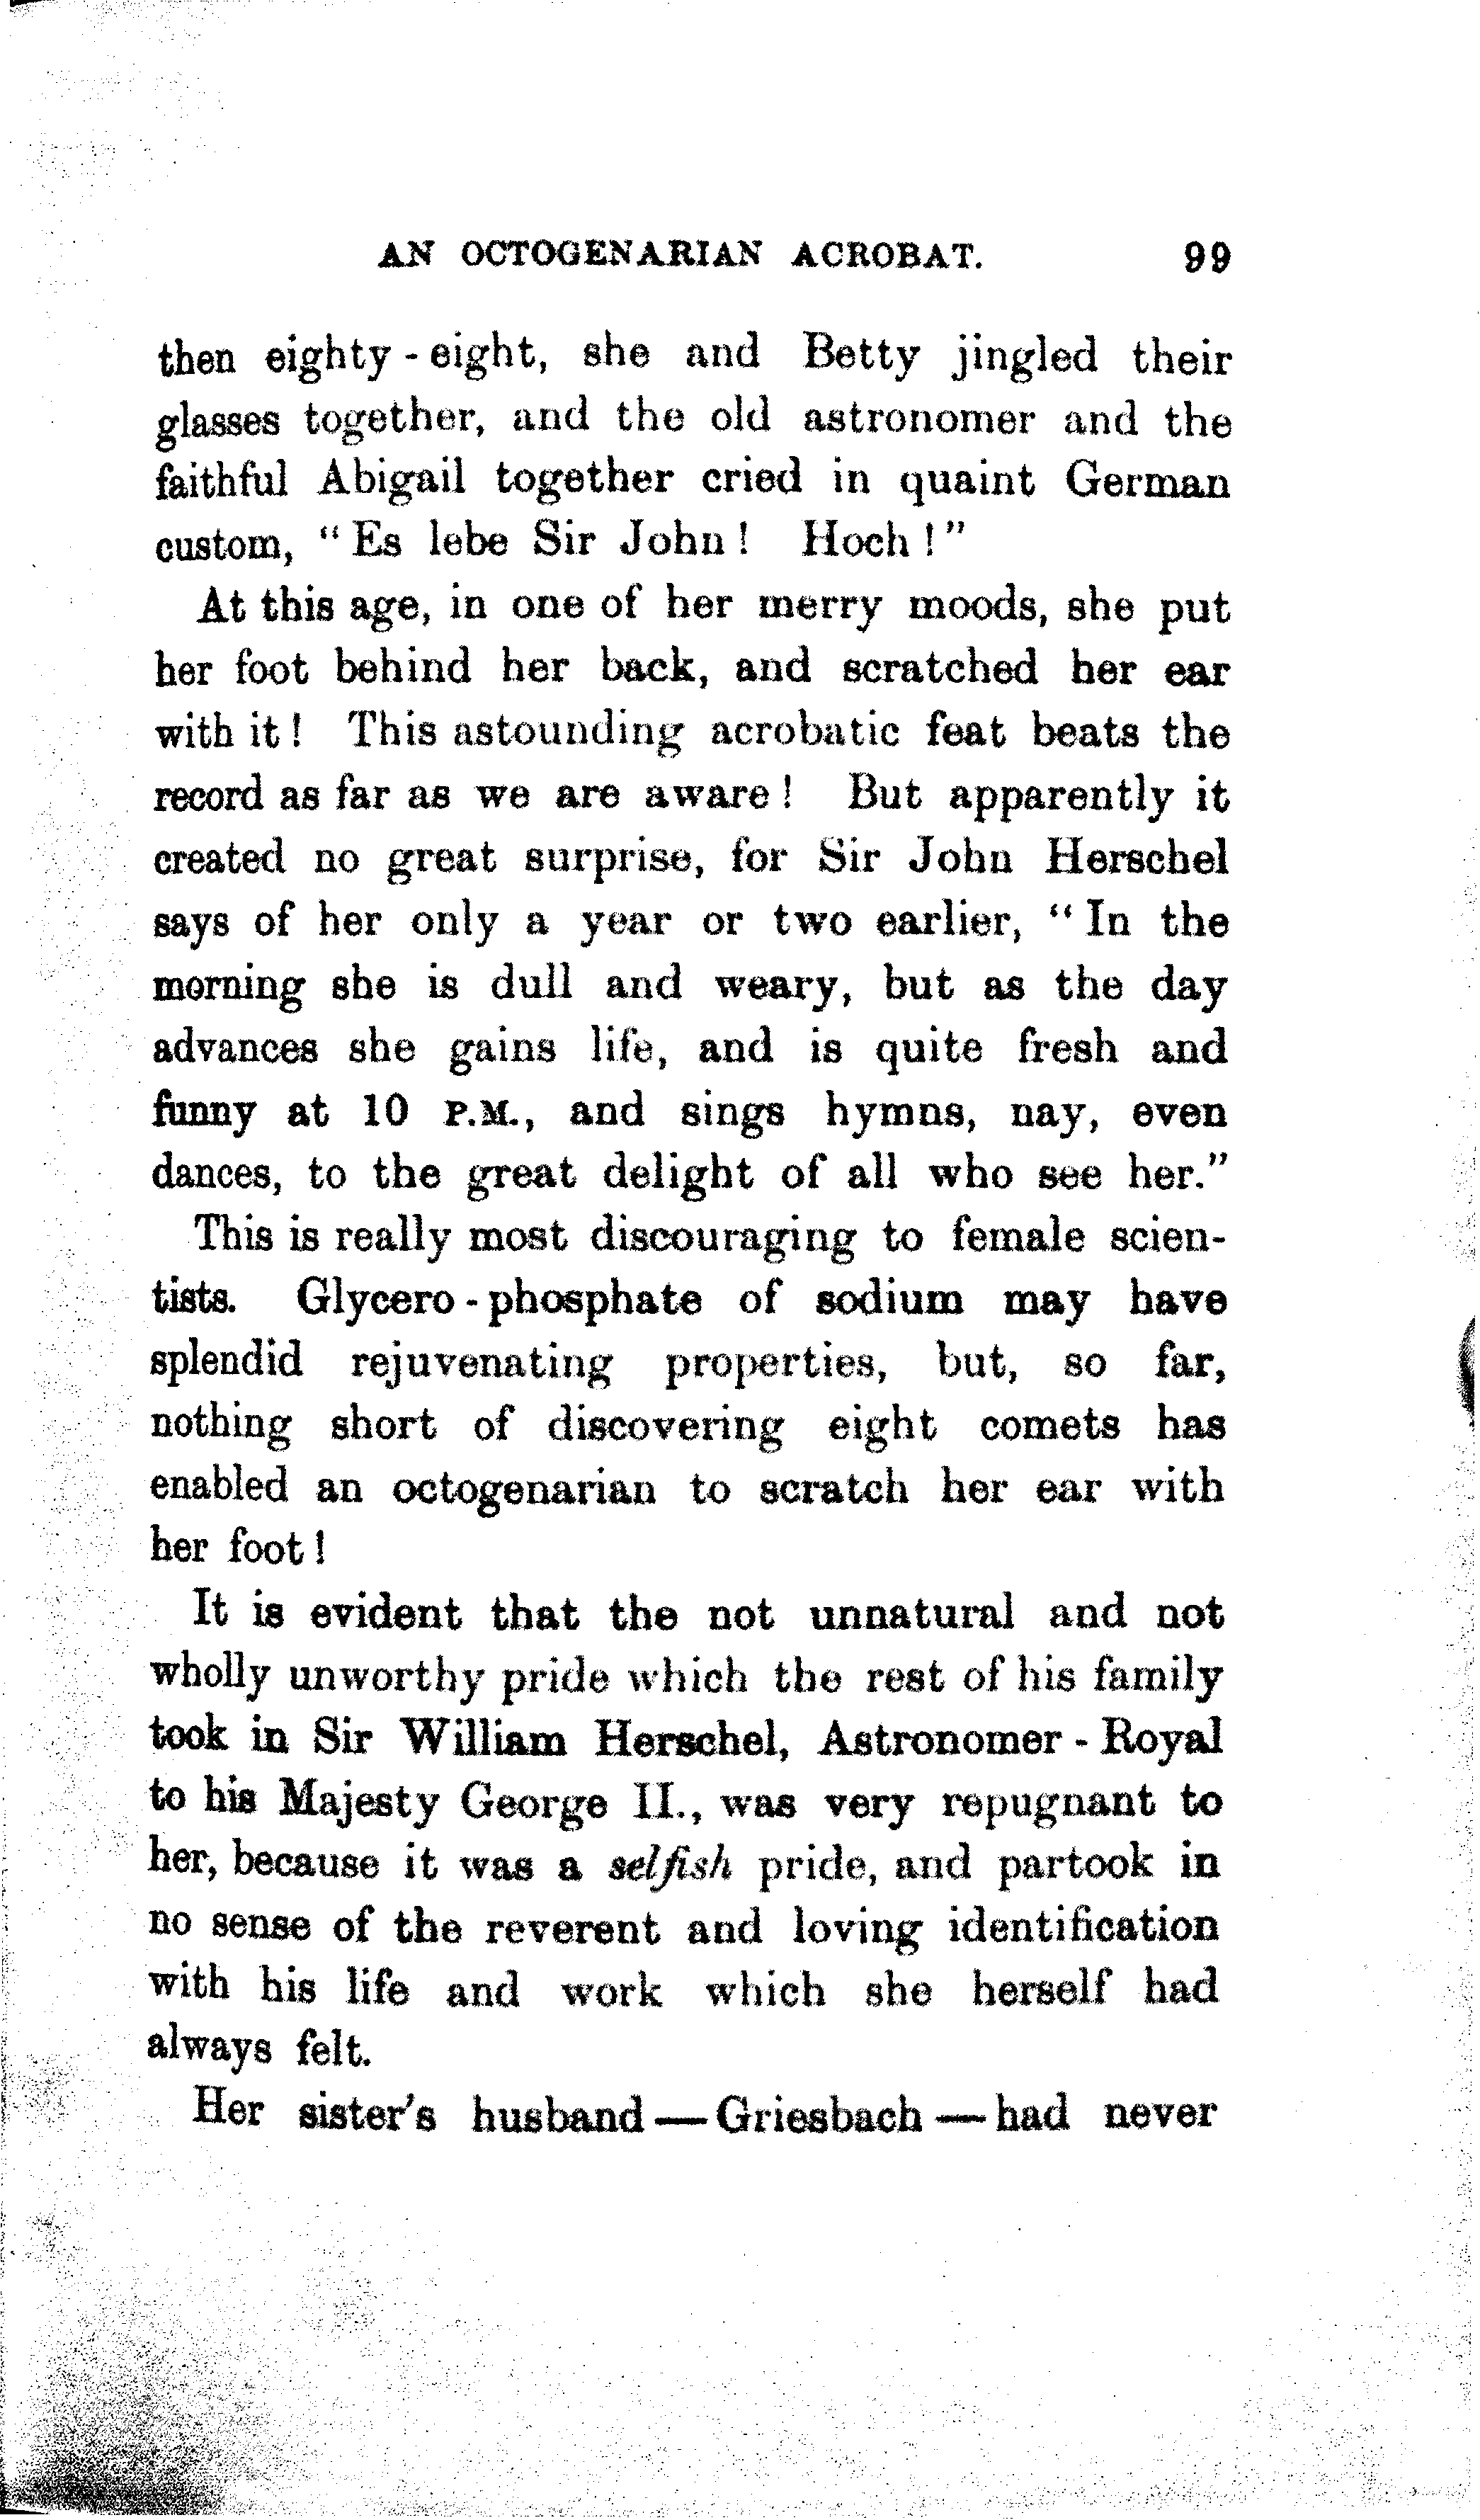 AN OCTOGENARIAN ACROBAT. 99
then eighty-eight, she and Betty jingled their
glasses together, and the old astronomer and the
faithful Abigail together cried in quaint German
custom, “Es lebe Sir John! Hoch!”
At this age, in one of her merry moods, she put
her foot behind her back, and scratched her ear
with it! This astounding acrobatic feat beats the
record as far as we are aware! But apparently it
created no great surprise, for Sir John Herschel
says of her only a year or two earlier, “In the
morning she is dull and weary, but as the day
advances she gains life, and is quite fresh and
funny at 10 P.M., and sings hymns, nay, even
dances, to the great delight of all who see her.”
This is really most discouraging to female scien-
tists. Glycero-phosphate of sodium may have
splendid rejuvenating properties, but, so far,
nothing short of discovering eight comets has
enabled an octogenarian to scratch her ear with
her foot!
It is evident that the not unnatural and not
wholly unworthy pride which the rest of his family
took in Sir William Herschel, Astronomer-Royal
to his Majesty George II., was very repugnant to
her, because it was a selfish pride, and partook in
no sense of the reverent and loving identification
with his life and work which she herself had
always felt.
Her sister’s husband—Griesbach—had never